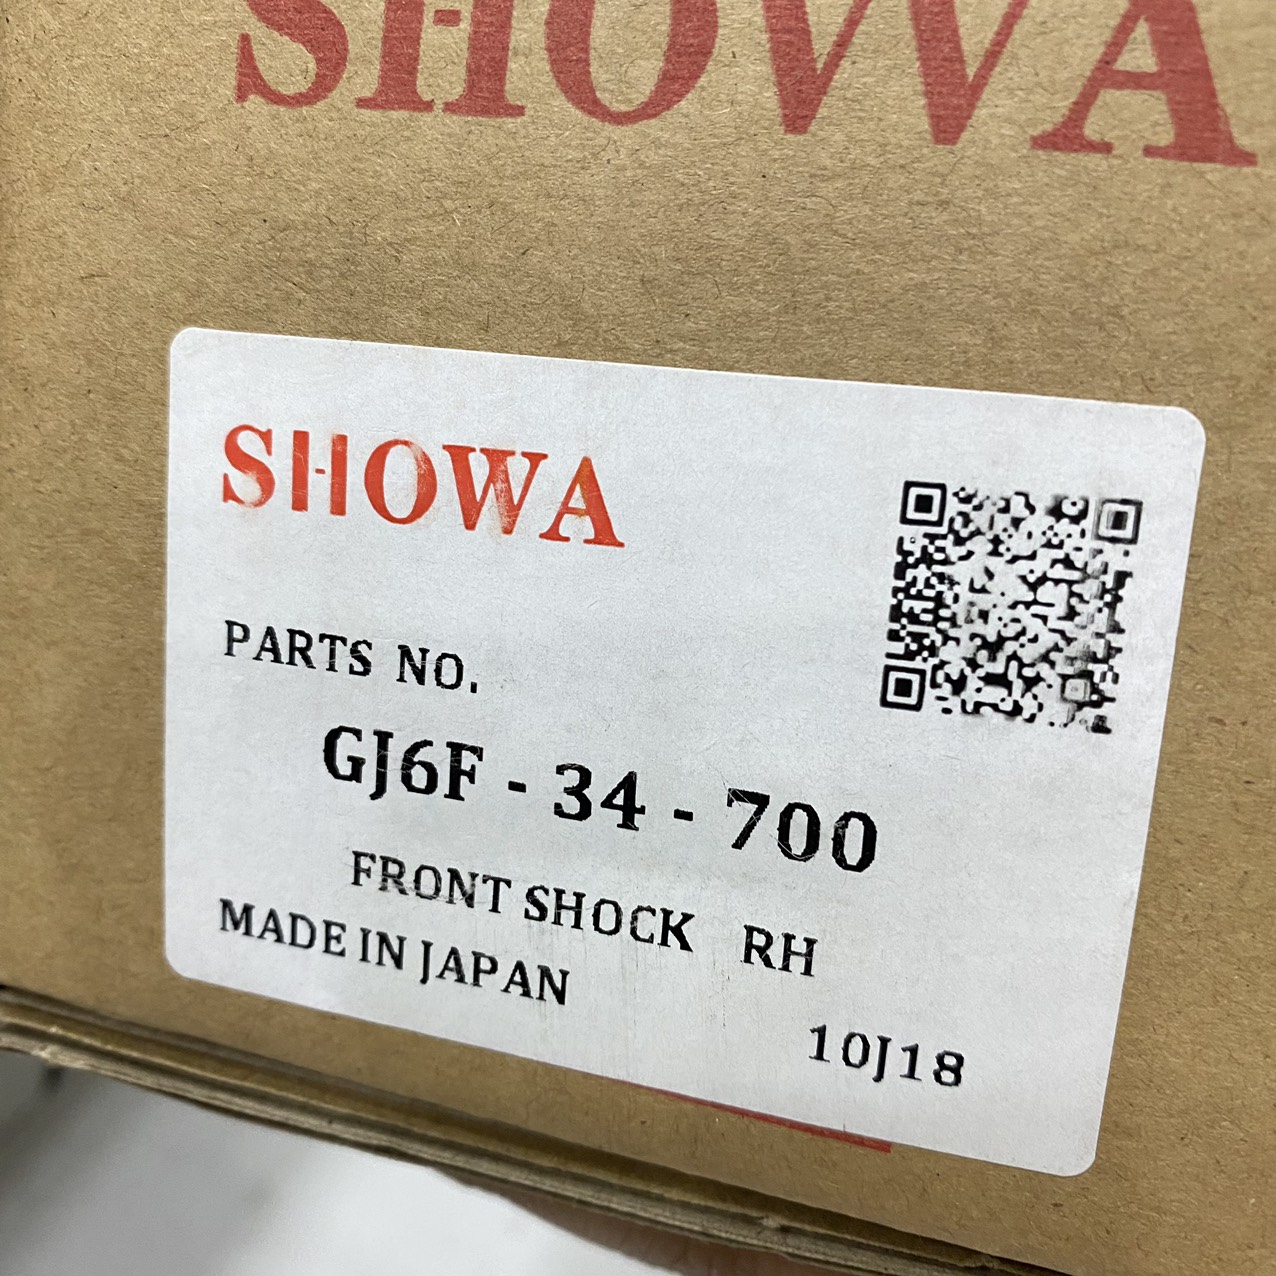 SHOWA
SHOWA
PARTS NO.
GJ6F - 34 - 700
FRONT SHOCK RH
MADE IN JAPAN
10J18